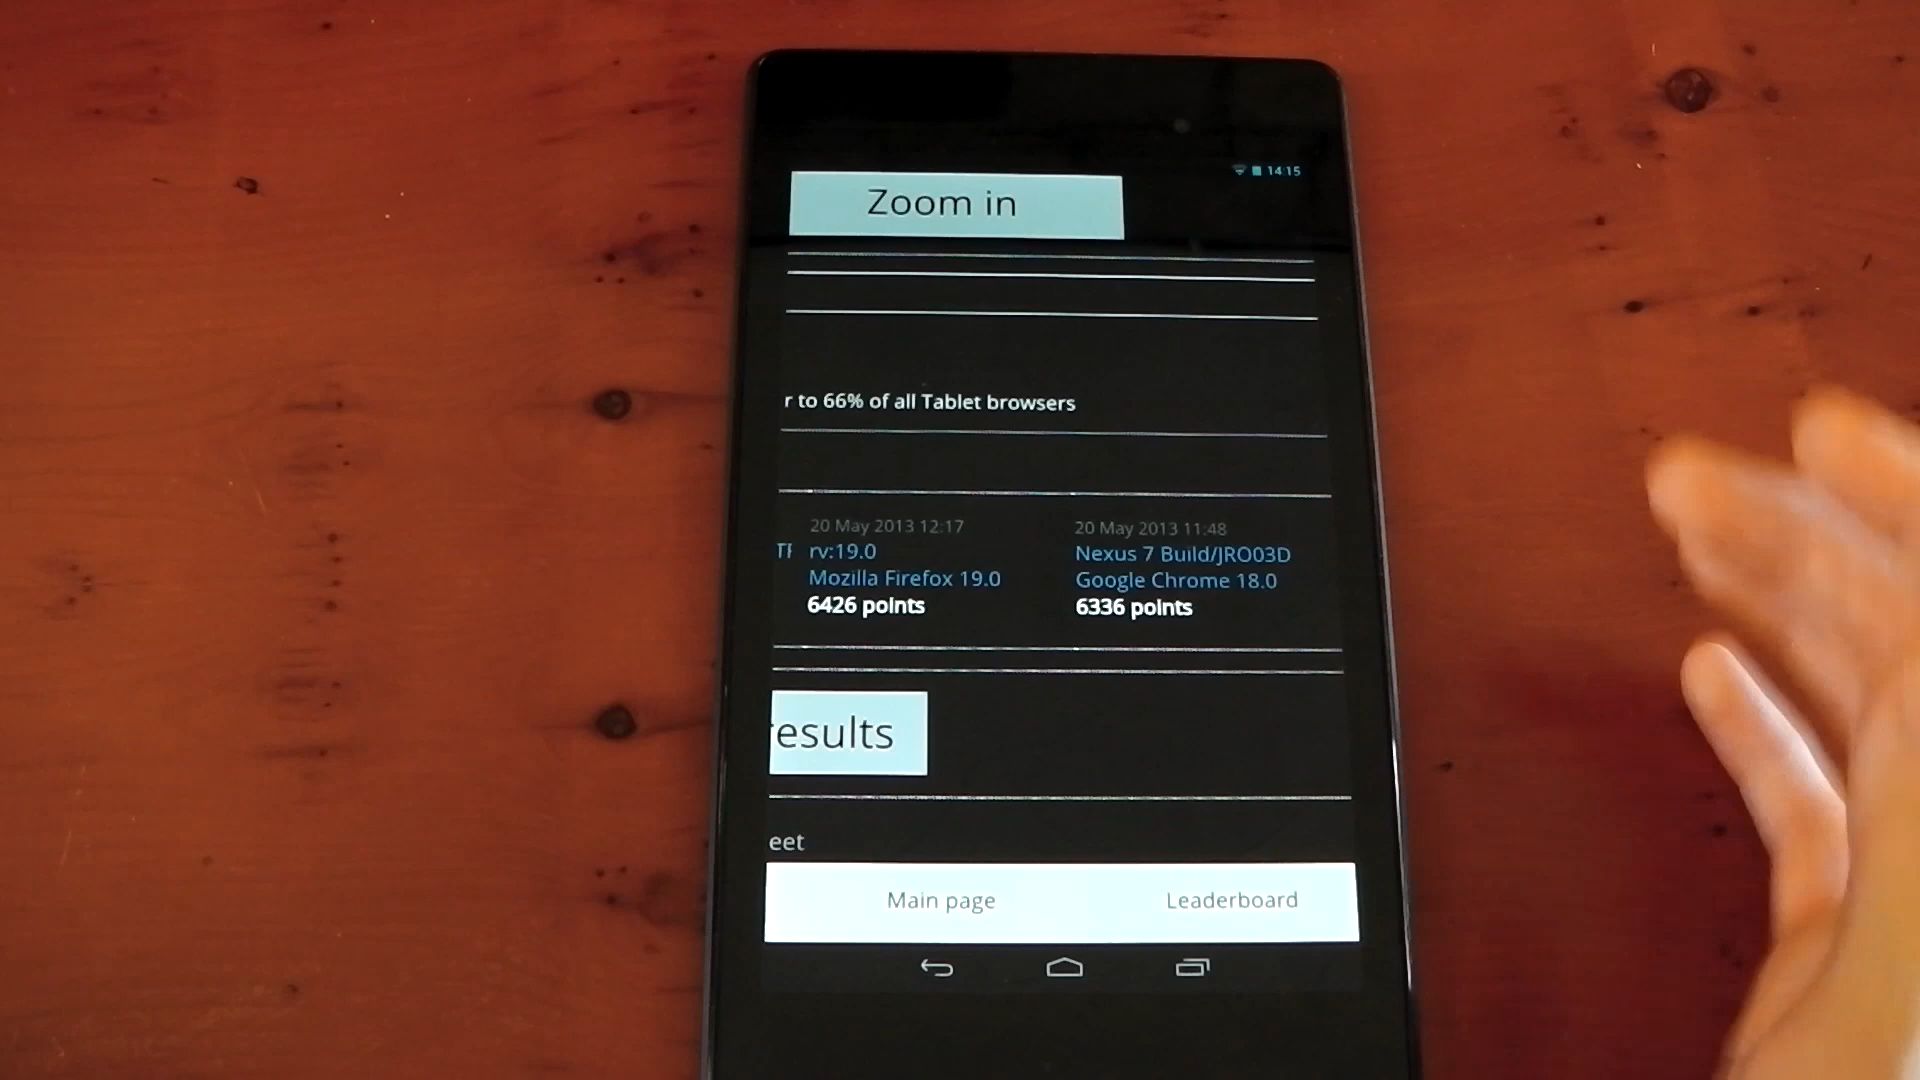 14:15
Zoom in
r to 66% of all Tablet browsers
20 May 2013 12:17
rv:19.0
Mozilla Firefox 19.0
6426 points
20 May 2013 11:48
Nexus 7 Build/JRO03D
Google Chrome 18.0
6336 points
esults
eet
Main page
Leaderboard